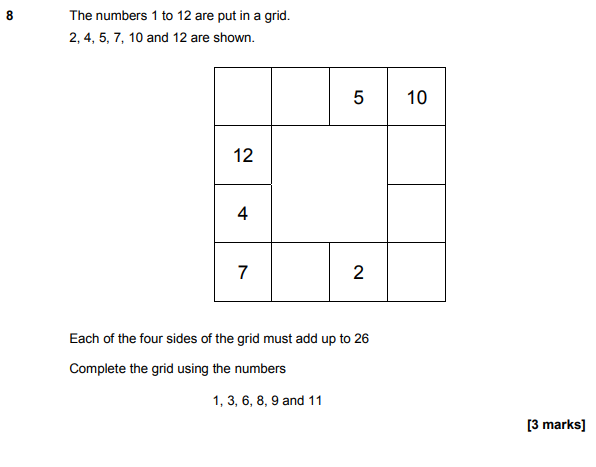 8 The numbers 1 to 12 are put in a grid.
2, 4, 5, 7, 10 and 12 are shown.
5 10
12
4
7 2
Each of the four sides of the grid must add up to 26
Complete the grid using the numbers
1, 3, 6, 8, 9 and 11
[3 marks]